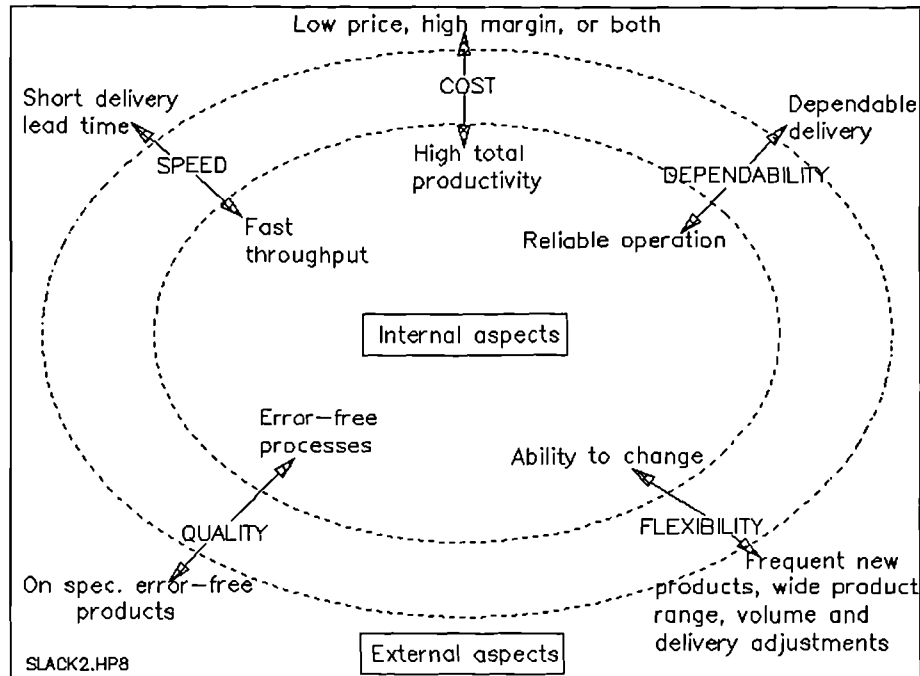 Low price, high margin, or both
COST
Short delivery
lead time
SPEED
Dependable
delivery
DEPENDABILITY
High total
productivity
Fast
throughput
Reliable operation
Internal aspects
Error-free
processes
Ability to change
QUALITY
FLEXIBILITY
On spec. error-free
products
Frequent new
products, wide product
range, volume and
delivery adjustments
External aspects
SLACK2.HP8